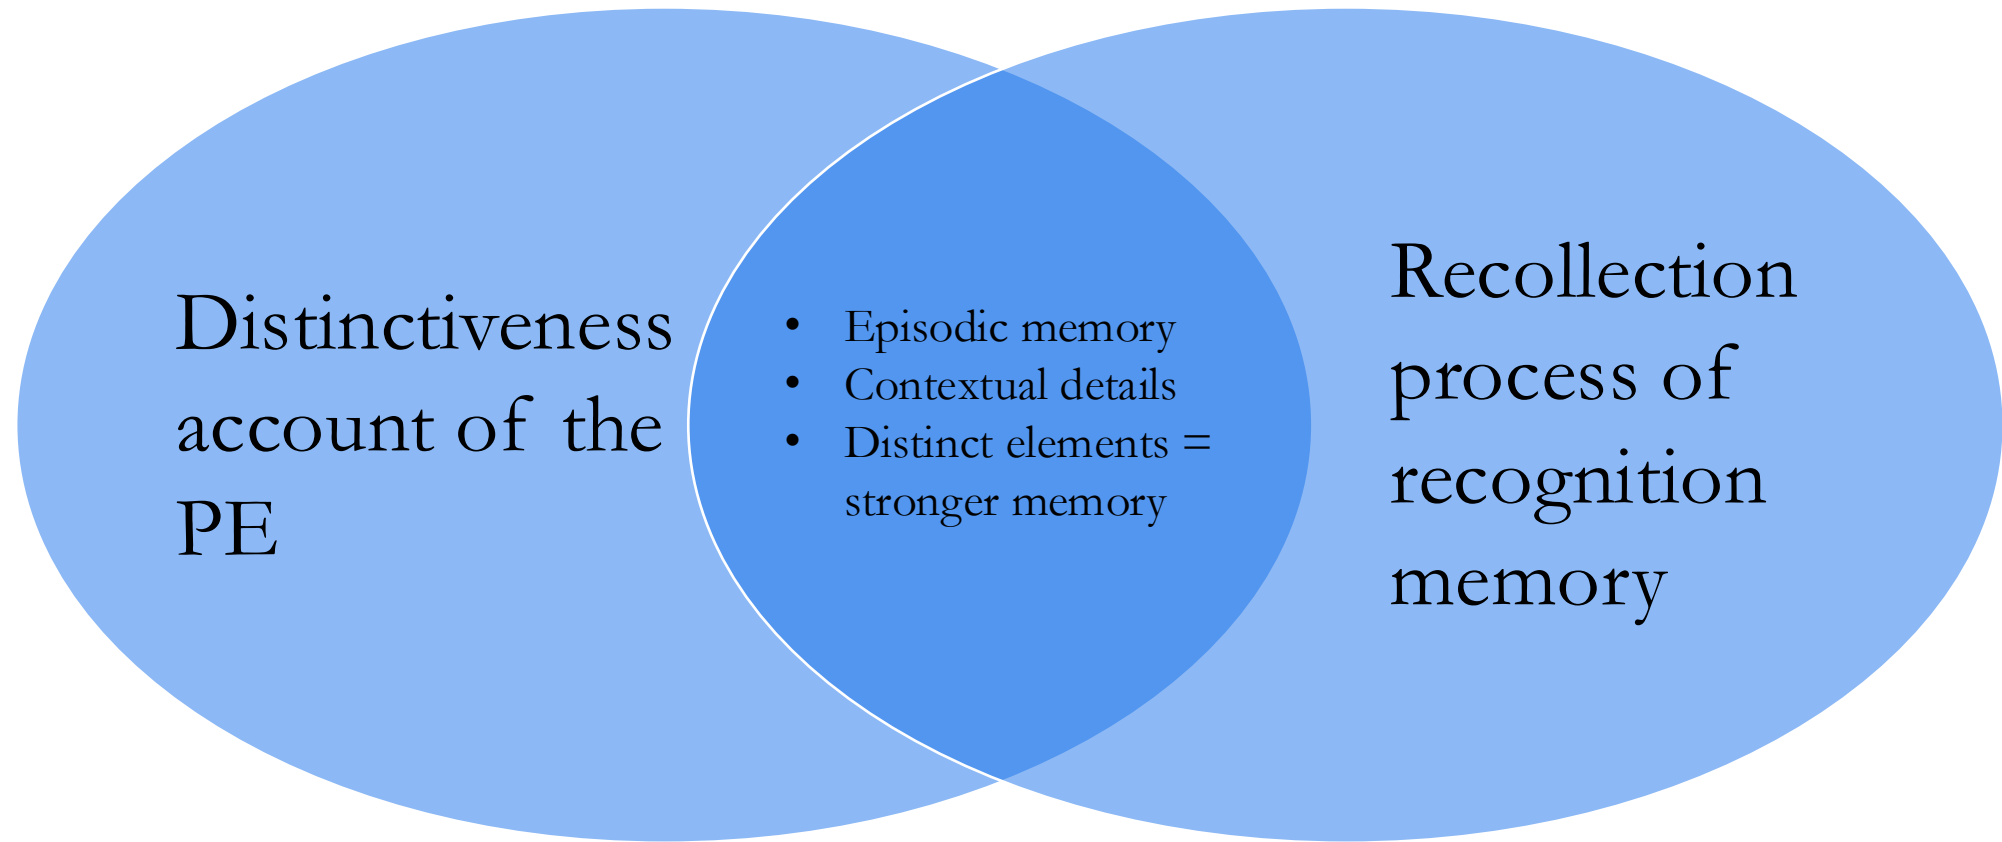 Distinctiveness
account of the
PE
• Episodic memory
• Contextual details
• Distinct elements =
stronger memory
Recollection
process of
recognition
memory